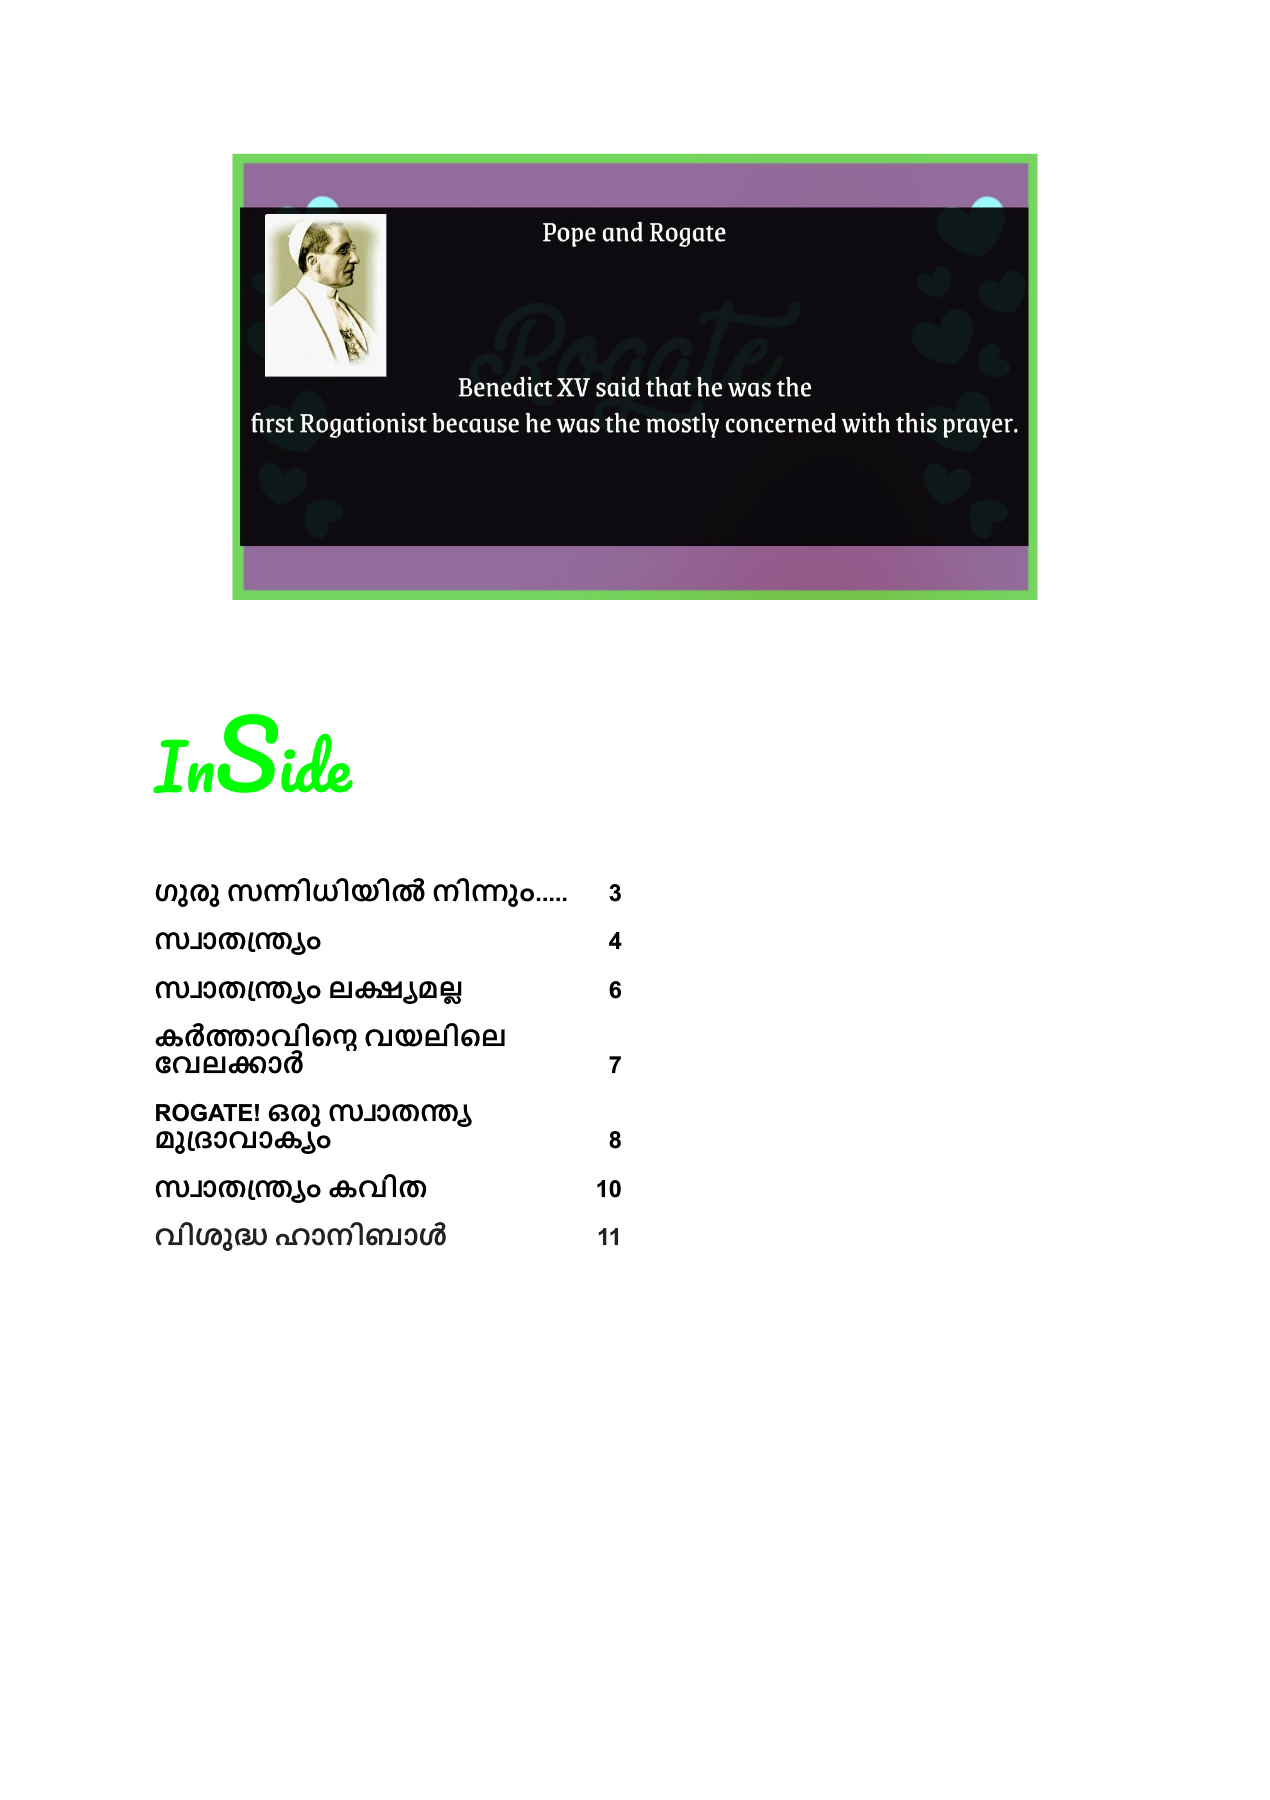 Pope and Rogate
Rogate
Benedict XV said that he was the
first Rogationist because he was the mostly concerned with this prayer.
InSide
ഗുരു സന്നിധിയിൽ നിന്നും..... 3
സ്വാതന്ത്ര്യം 4
സ്വാതന്ത്ര്യം ലക്ഷ്യമല്ല 6
കർത്താവിന്റെ വയലിലെ
വേലക്കാർ 7
ROGATE! ഒരു സ്വാതന്ത്യ
മുദ്രാവാക്യം 8
സ്വാതന്ത്ര്യം കവിത 10
വിശുദ്ധ ഹാനിബാൾ 11